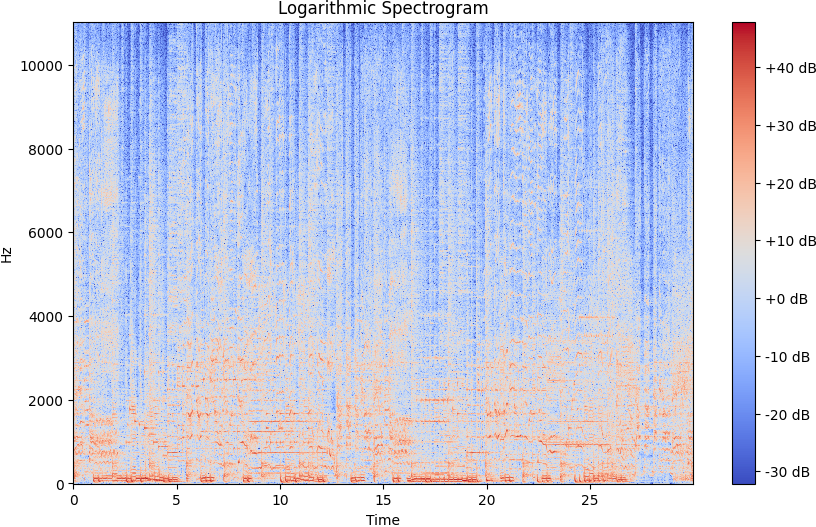 Logarithmic Spectrogram
10000
8000
6000
4000
2000
0
Hz
0 5 10 15 20 25
Time
+40 dB
+30 dB
+20 dB
+10 dB
+0 dB
-10 dB
-20 dB
-30 dB